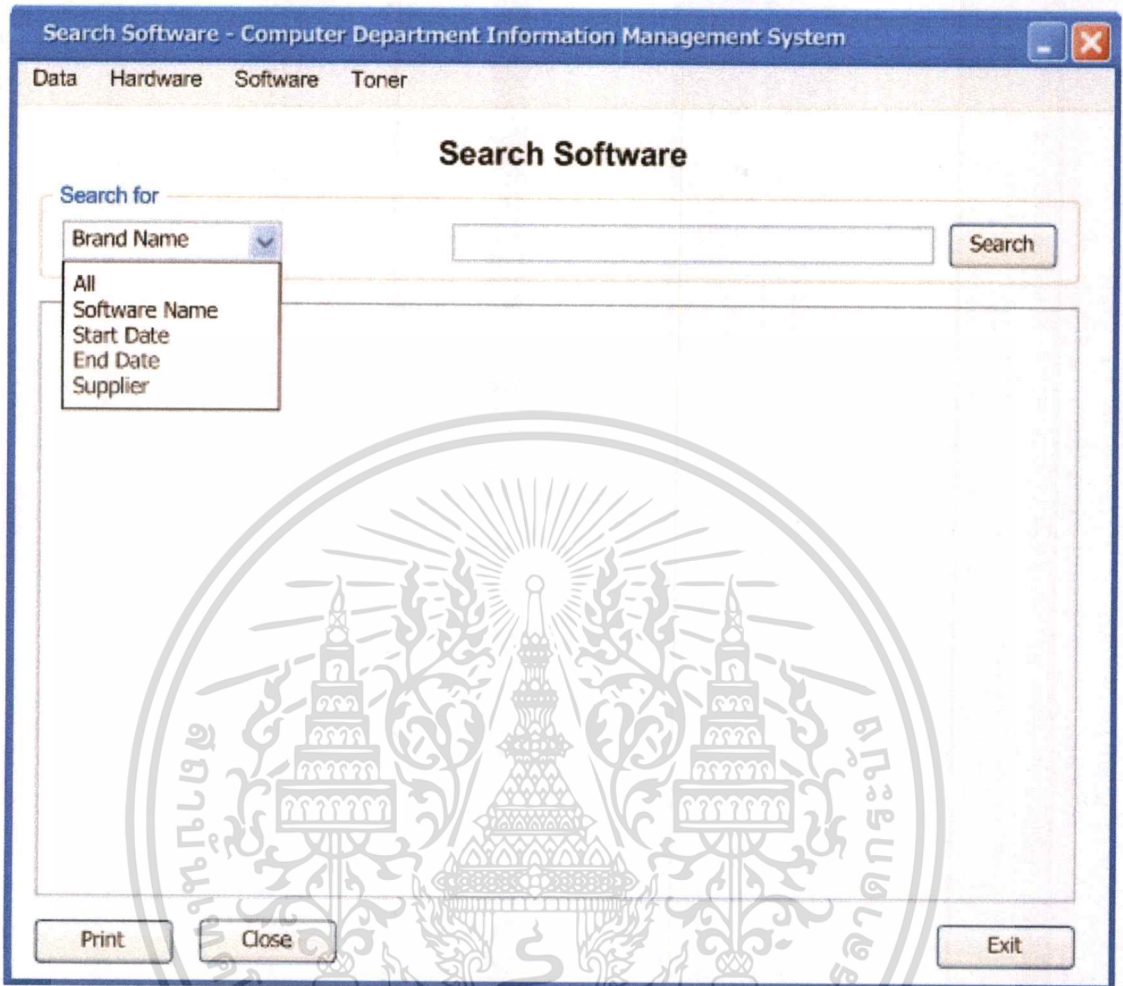 Search Software - Computer Department Information Management System
Data Hardware Software Toner
Search Software
Search for
Brand Name
Search
All
Software Name
Start Date
End Date
Supplier
Print Close Exit